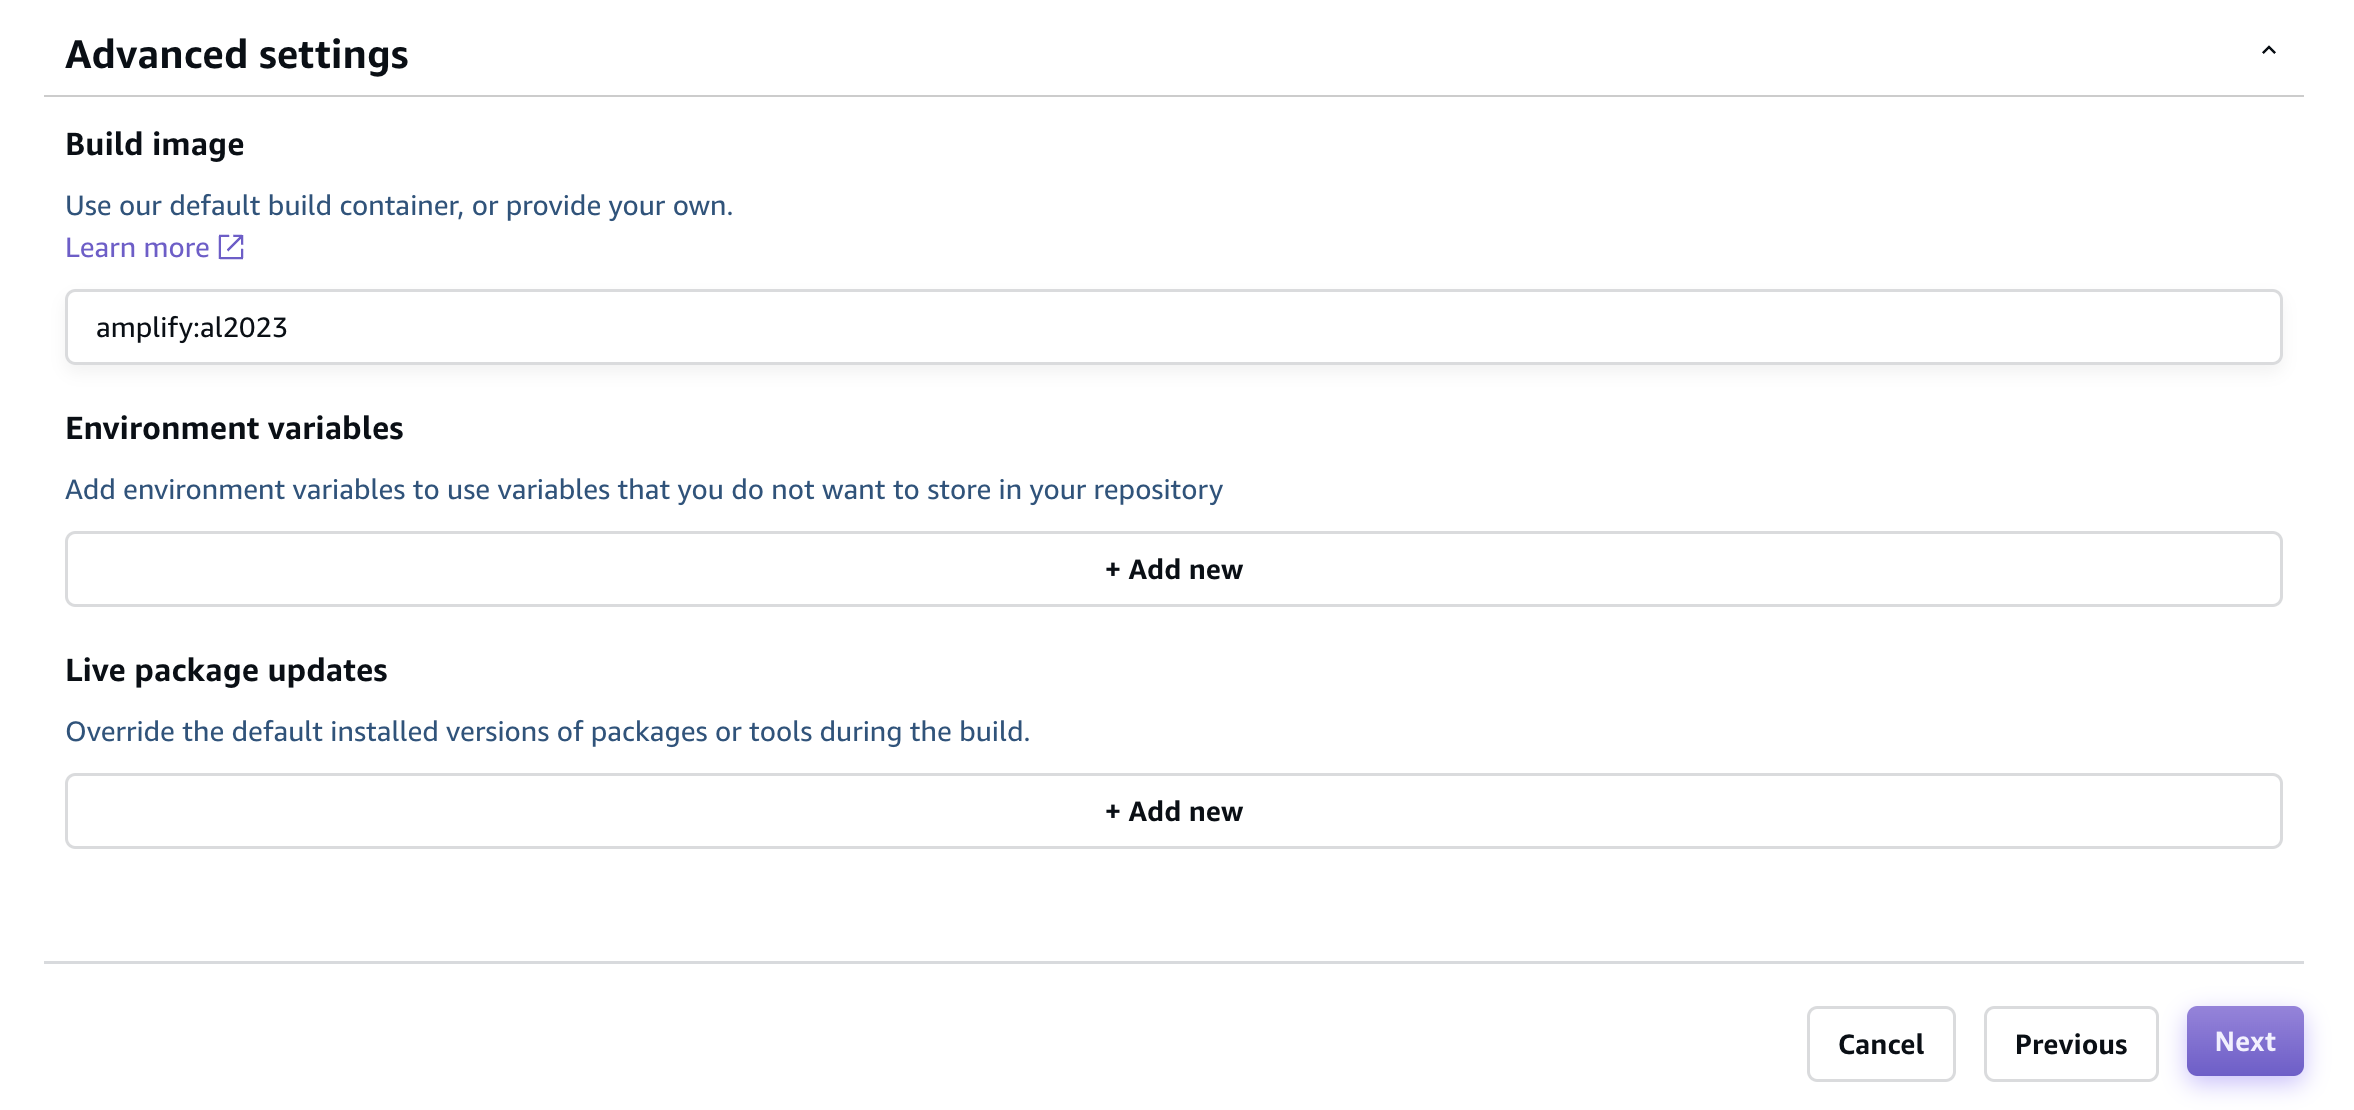 Advanced settings
Build image
Use our default build container, or provide your own.
Learn more
amplify:al2023
Environment variables
Add environment variables to use variables that you do not want to store in your repository
+ Add new
Live package updates
Override the default installed versions of packages or tools during the build.
+ Add new
Cancel
Previous
Next